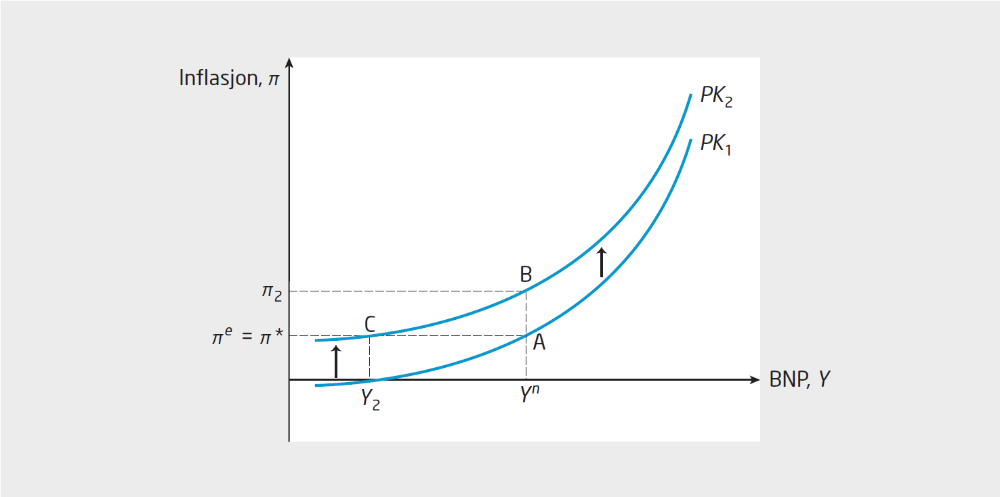 Inflasjon, π
PK₂
PK₁
B
π₂
C
πᵉ = π*
A
BNP, Y
Y₂
Yⁿ